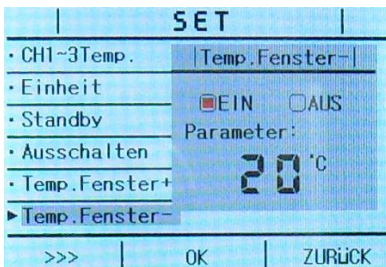 SET
· CH1~3Temp.
· Einheit
· Standby
· Ausschalten
· Temp.Fenster+
▶ Temp.Fenster-
|Temp.Fenster-|
EIN AUS
Parameter:
20 °C
>>> OK ZURÜCK